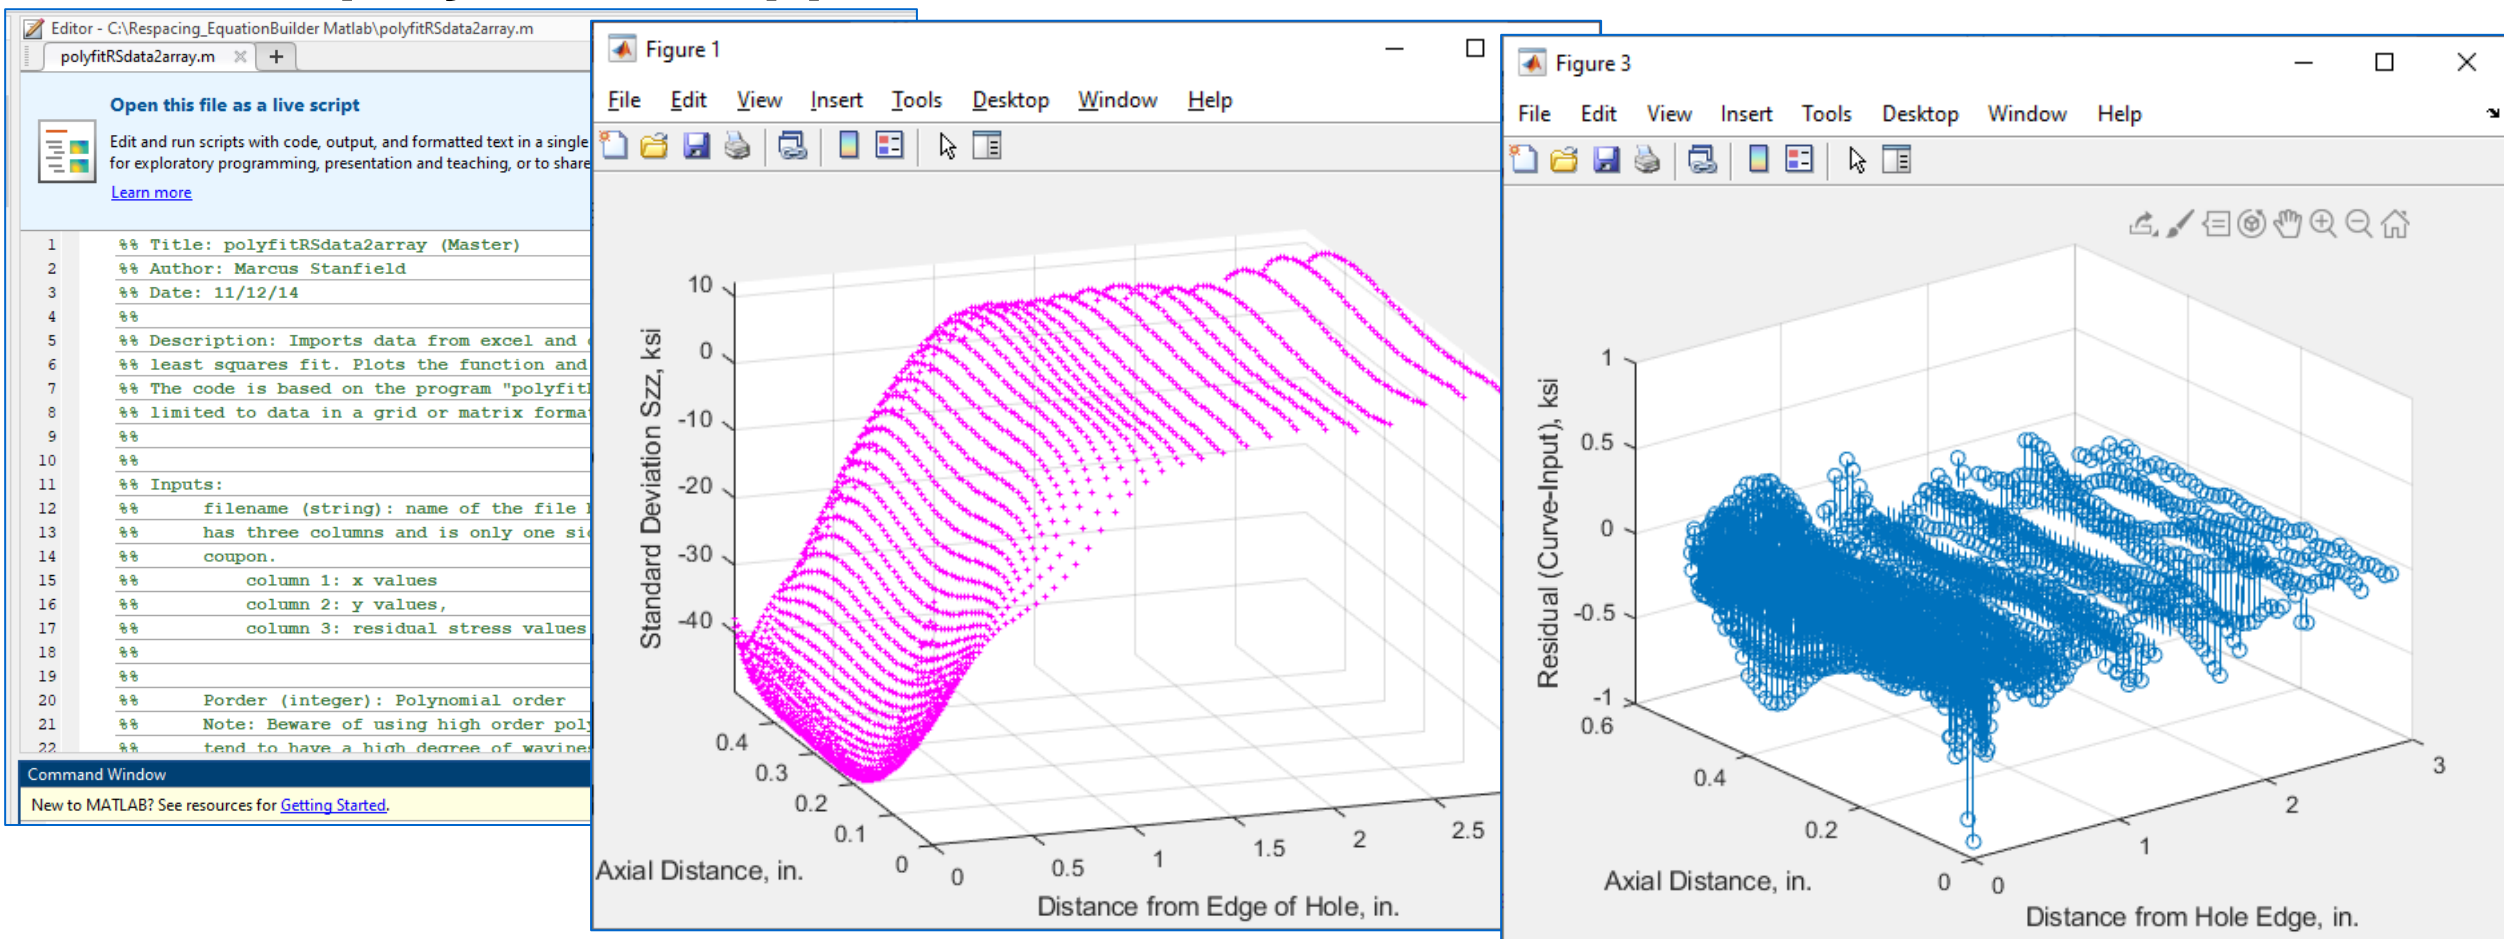 Editor - C:\Respacing_EquationBuilder Matlab\polyfitRSdata2array.m
polyfitRSdata2array.m
Open this file as a live script
Edit and run scripts with code, output, and formatted text in a single
for exploratory programming, presentation and teaching, or to share
Learn more
1 %% Title: polyfitRSdata2array (Master)
2 %% Author: Marcus Stanfield
3 %% Date: 11/12/14
4 %%
5 %% Description: Imports data from excel and
6 %% least squares fit. Plots the function and
7 %% The code is based on the program "polyfit
8 %% limited to data in a grid or matrix
9 %%
10 %%
11 %% Inputs:
12 %% filename (string): name of the file
13 %% has three columns and is only one
14 %% coupon.
15 %% column 1: x values
16 %% column 2: y values,
17 %% column 3: residual stress values
18 %%
19 %%
20 %% Porder (integer): Polynomial order
21 %% Note: Beware of using high order
22 %% tend to have a high degree of
Command Window
New to MATLAB? See resources for Getting Started.
Figure 1
File Edit View Insert Tools Desktop Window Help
Standard Deviation Szz, ksi
10
0
-10
-20
-30
-40
0.4
0.3
0.2
0.1
0
Axial Distance, in.
0
0.5
1
1.5
2
2.5
Distance from Edge of Hole, in.
Figure 3
File Edit View Insert Tools Desktop Window Help
Residual (Curve-Input), ksi
1
0.5
0
-0.5
-1
0.6
0.4
0.2
0
Axial Distance, in.
0
1
2
3
Distance from Hole Edge, in.